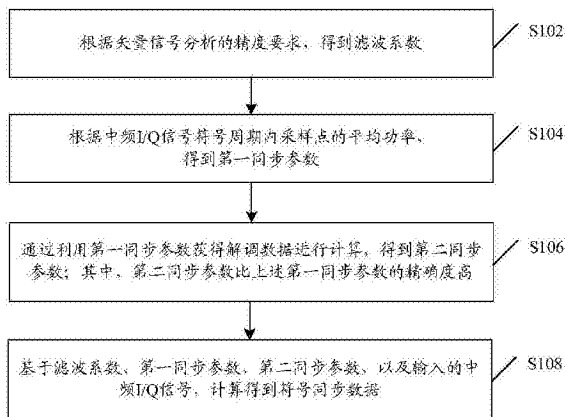 根据矢量信号分析的精度要求，得到滤波系数
S102
根据中频I/Q信号符号周期内采样点的平均功率、
得到第一同步参数
S104
通过利用第一同步参数获得解调数据进行计算，得到第二同步
参数；其中，第二同步参数比上述第一同步参数的精确度高
S106
基于滤波系数、第一同步参数、第二同步参数、以及输入的中
频I/Q信号，计算得到符号同步数据
S108